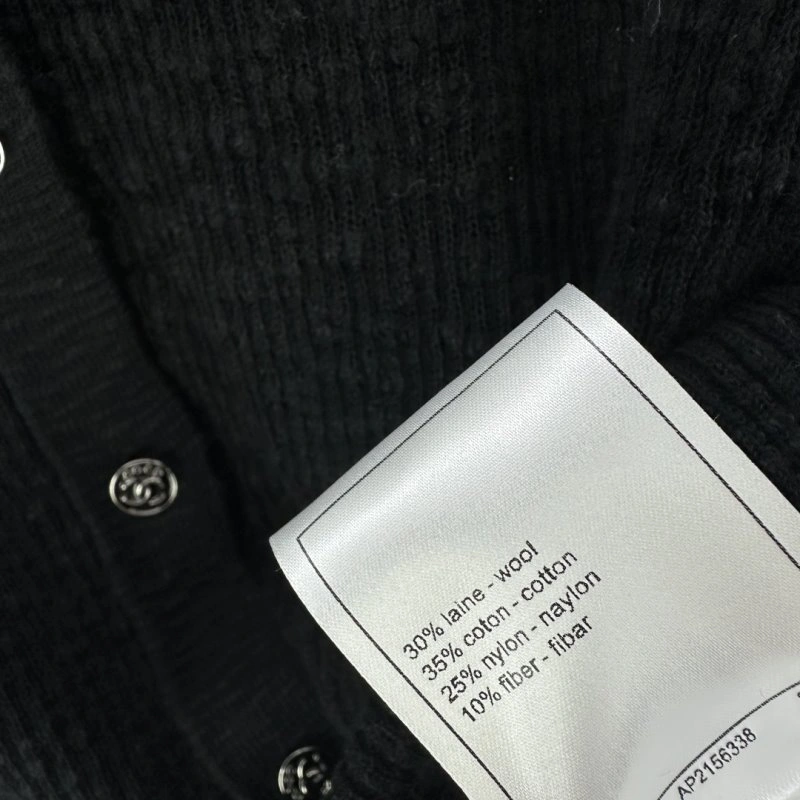 30% laine - wool
35% coton - cotton
25% nylon - naylon
10% fiber - fibar
AP2156338